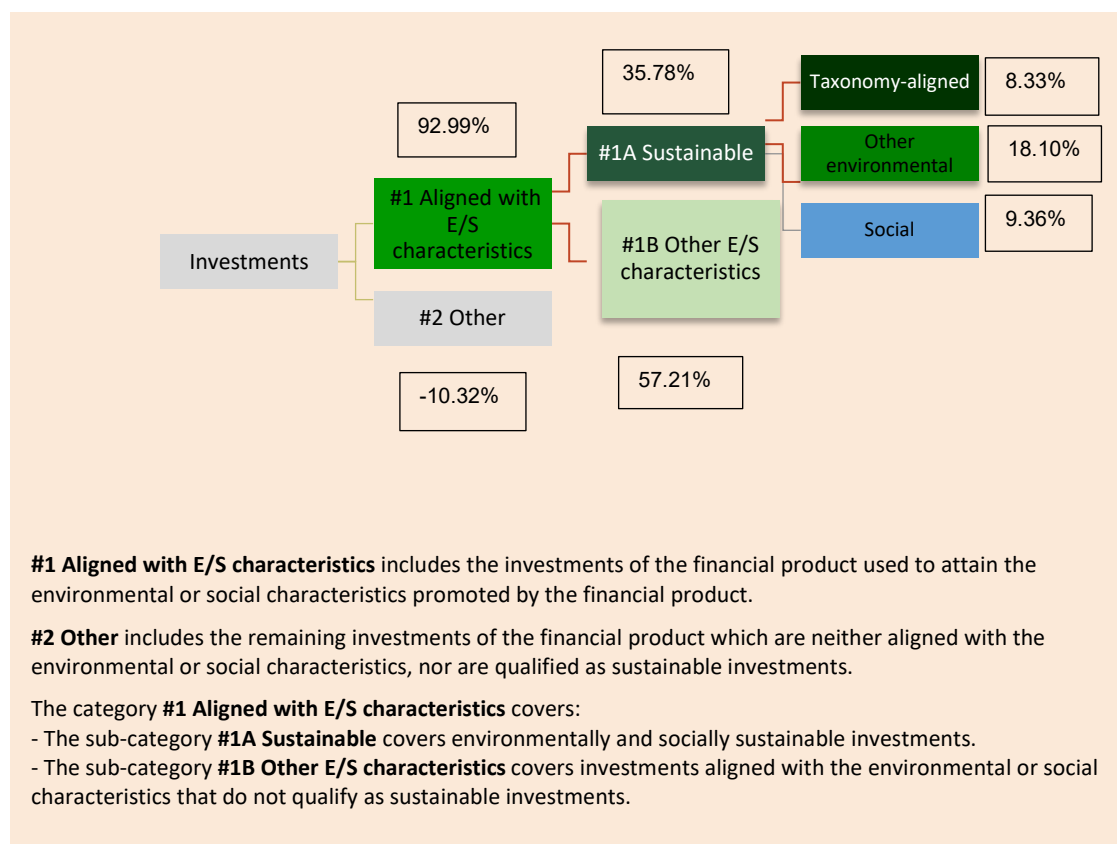 35.78%
Taxonomy-aligned
8.33%
92.99%
#1A Sustainable
Other
environmental
18.10%
#1 Aligned with
E/S
characteristics
#1B Other E/S
characteristics
Social
9.36%
Investments
#2 Other
-10.32%
57.21%
#1 Aligned with E/S characteristics includes the investments of the financial product used to attain the
environmental or social characteristics promoted by the financial product.
#2 Other includes the remaining investments of the financial product which are neither aligned with the
environmental or social characteristics, nor are qualified as sustainable investments.
The category #1 Aligned with E/S characteristics covers:
- The sub-category #1A Sustainable covers environmentally and socially sustainable investments.
- The sub-category #1B Other E/S characteristics covers investments aligned with the environmental or social
characteristics that do not qualify as sustainable investments.